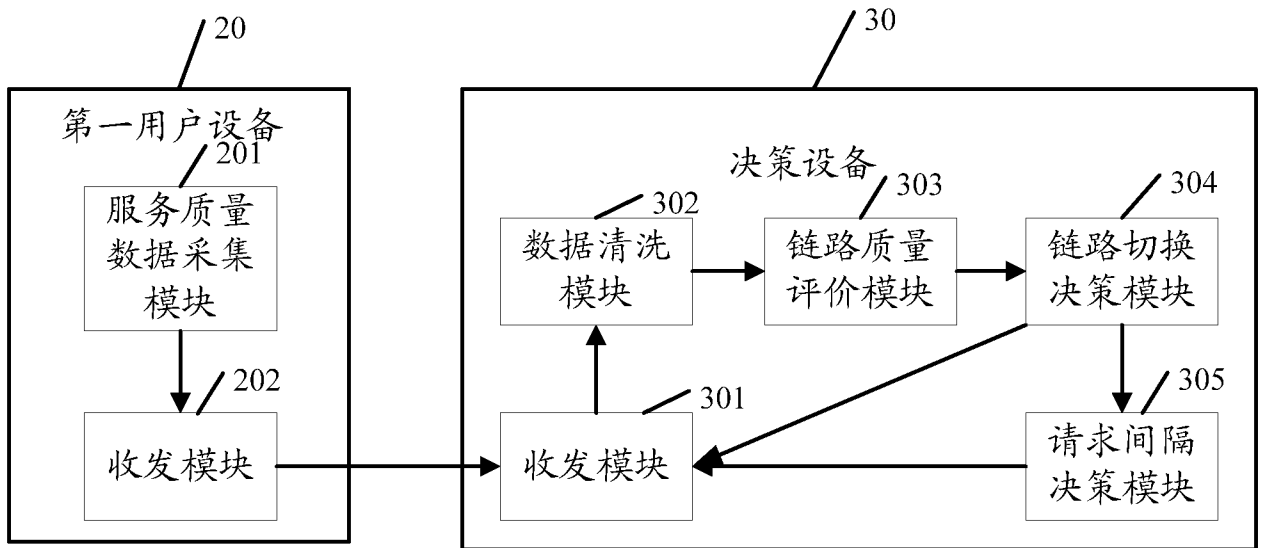 20
30
第一用户设备
201
服务质量
数据采集
模块
202
收发模块
决策设备
302
数据清洗
模块
303
链路质量
评价模块
304
链路切换
决策模块
301
收发模块
305
请求间隔
决策模块